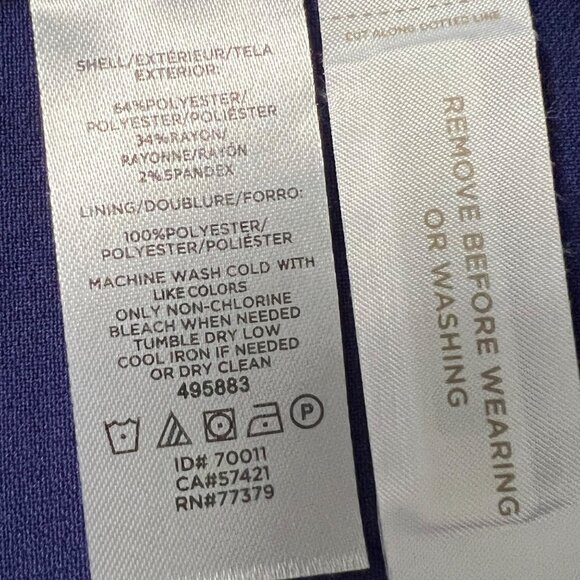 SHELL/EXTÉRIEUR/TELA
EXTERIOR:
64%POLYESTER/
POLYESTER/POLIÉSTER
34%RAYON/
RAYONNE/RAYÓN
2%SPANDEX
LINING/DOUBLURE/FORRO:
100%POLYESTER/
POLYESTER/POLIÉSTER
MACHINE WASH COLD WITH
LIKE COLORS
ONLY NON-CHLORINE
BLEACH WHEN NEEDED
TUMBLE DRY LOW
COOL IRON IF NEEDED
OR DRY CLEAN
495883
P
ID# 70011
CA#57421
RN#77379
CUT ALONG DOTTED LINE
REMOVE BEFORE WEARING
OR WASHING